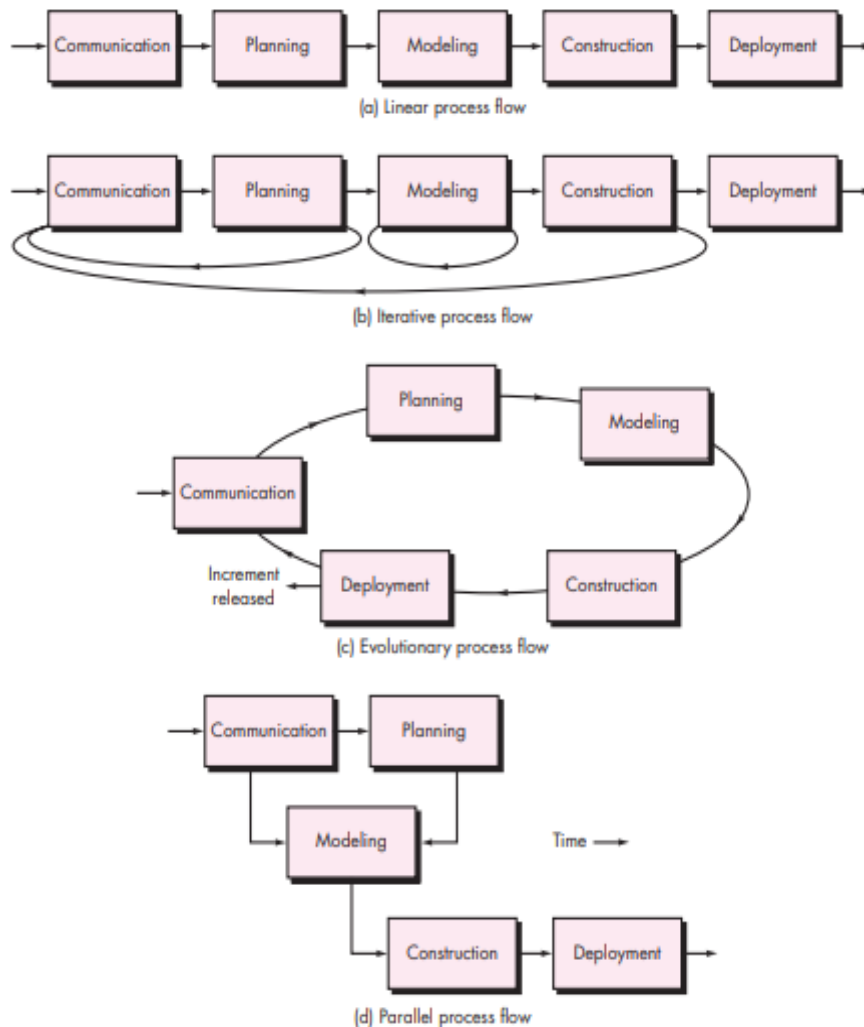 Communication Planning Modeling Construction Deployment
(a) Linear process flow
Communication Planning Modeling Construction Deployment
(b) Iterative process flow
Planning
Modeling
Communication
Increment
released
Deployment
Construction
(c) Evolutionary process flow
Communication Planning
Modeling
Time
Construction Deployment
(d) Parallel process flow